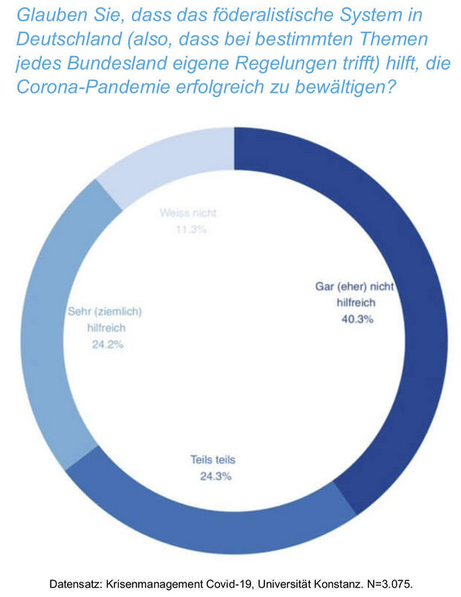 Glauben Sie, dass das föderalistische System in
Deutschland (also, dass bei bestimmten Themen
jedes Bundesland eigene Regelungen trifft) hilft, die
Corona-Pandemie erfolgreich zu bewältigen?
Weiss nicht
11.3%
Gar (eher) nicht
hilfreich
40.3%
Sehr (ziemlich)
hilfreich
24.2%
Teils teils
24.3%
Datensatz: Krisenmanagement Covid-19, Universität Konstanz. N=3.075.